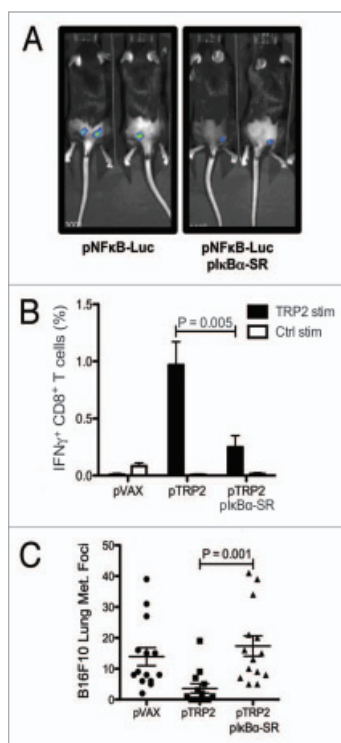 A
pNFκB-Luc
pNFκB-Luc
pIκBα-SR
B
IFNγ+ CD8+ T cells (%)
1.5
1.0
0.5
0.0
P = 0.005
TRP2 stim
Ctrl stim
pVAX
pTRP2
pTRP2
pIκBα-SR
C
B16F10 Lung Met. Foci
50
40
30
20
10
0
P = 0.001
pVAX
pTRP2
pTRP2
pIκBα-SR